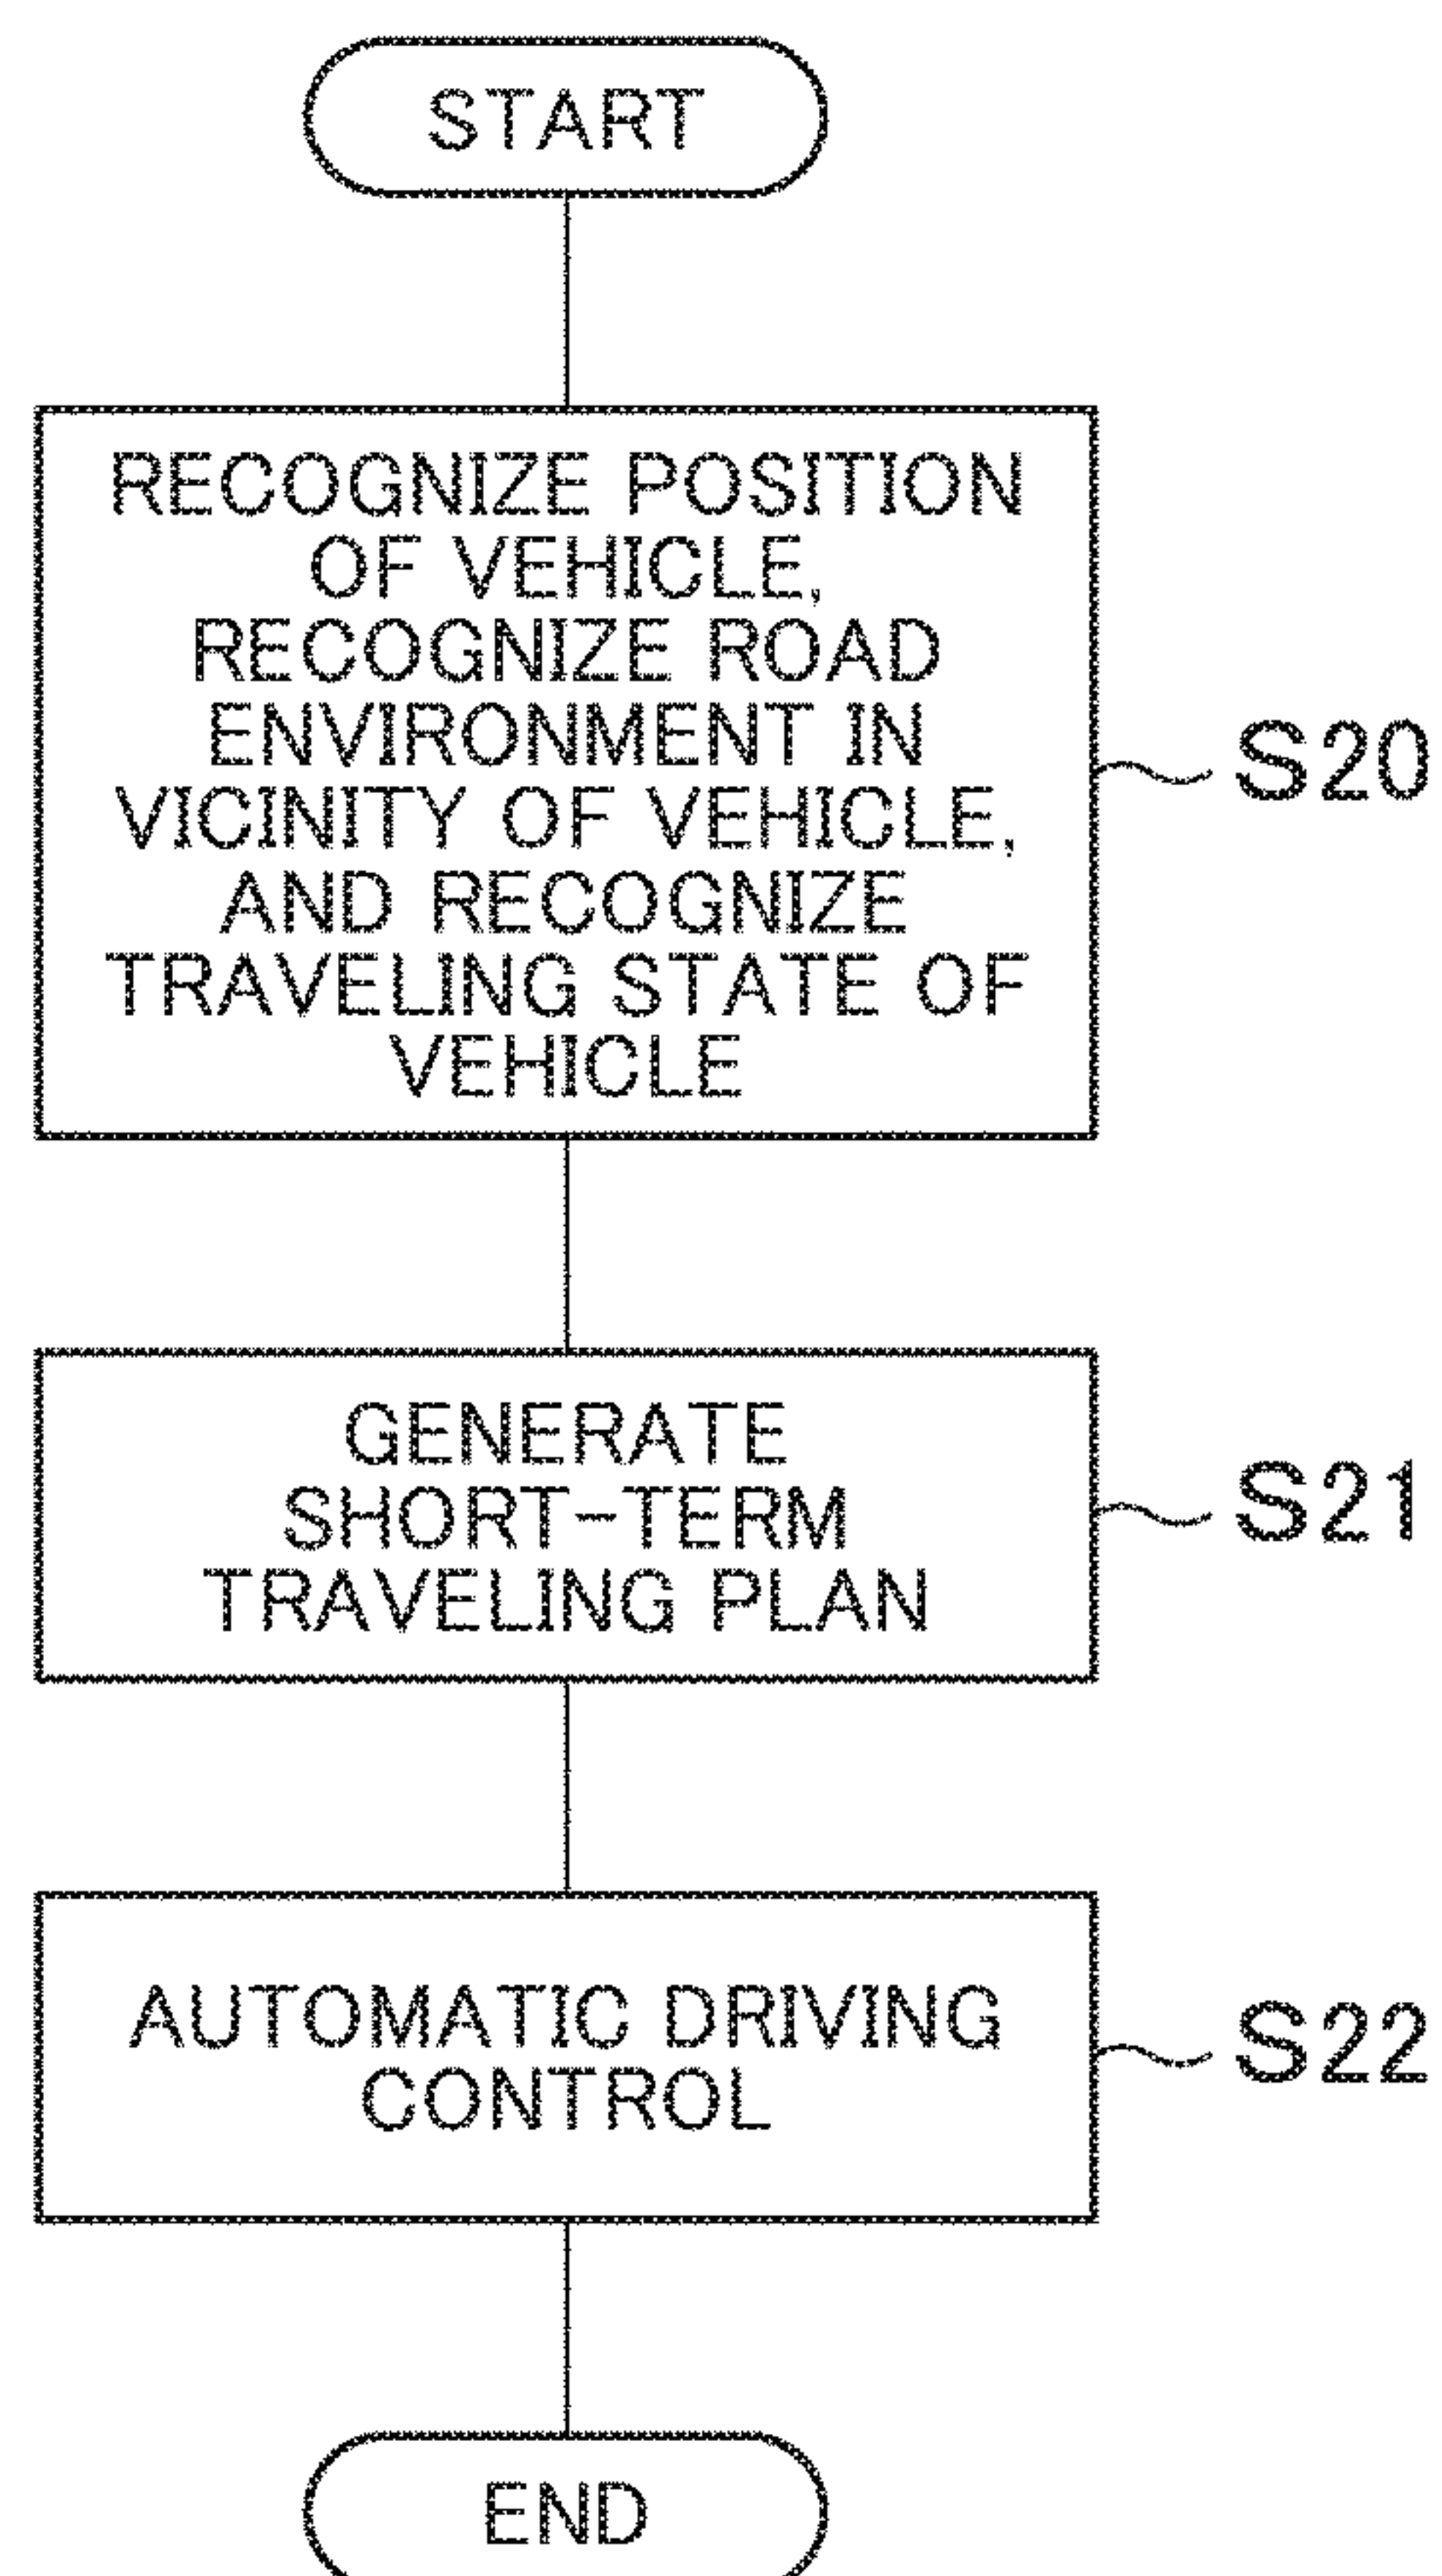 START
RECOGNIZE POSITION
OF VEHICLE,
RECOGNIZE ROAD
ENVIRONMENT IN
VICINITY OF VEHICLE,
AND RECOGNIZE
TRAVELING STATE OF
VEHICLE
S20
GENERATE
SHORT-TERM
TRAVELING PLAN
S21
AUTOMATIC DRIVING
CONTROL
S22
END